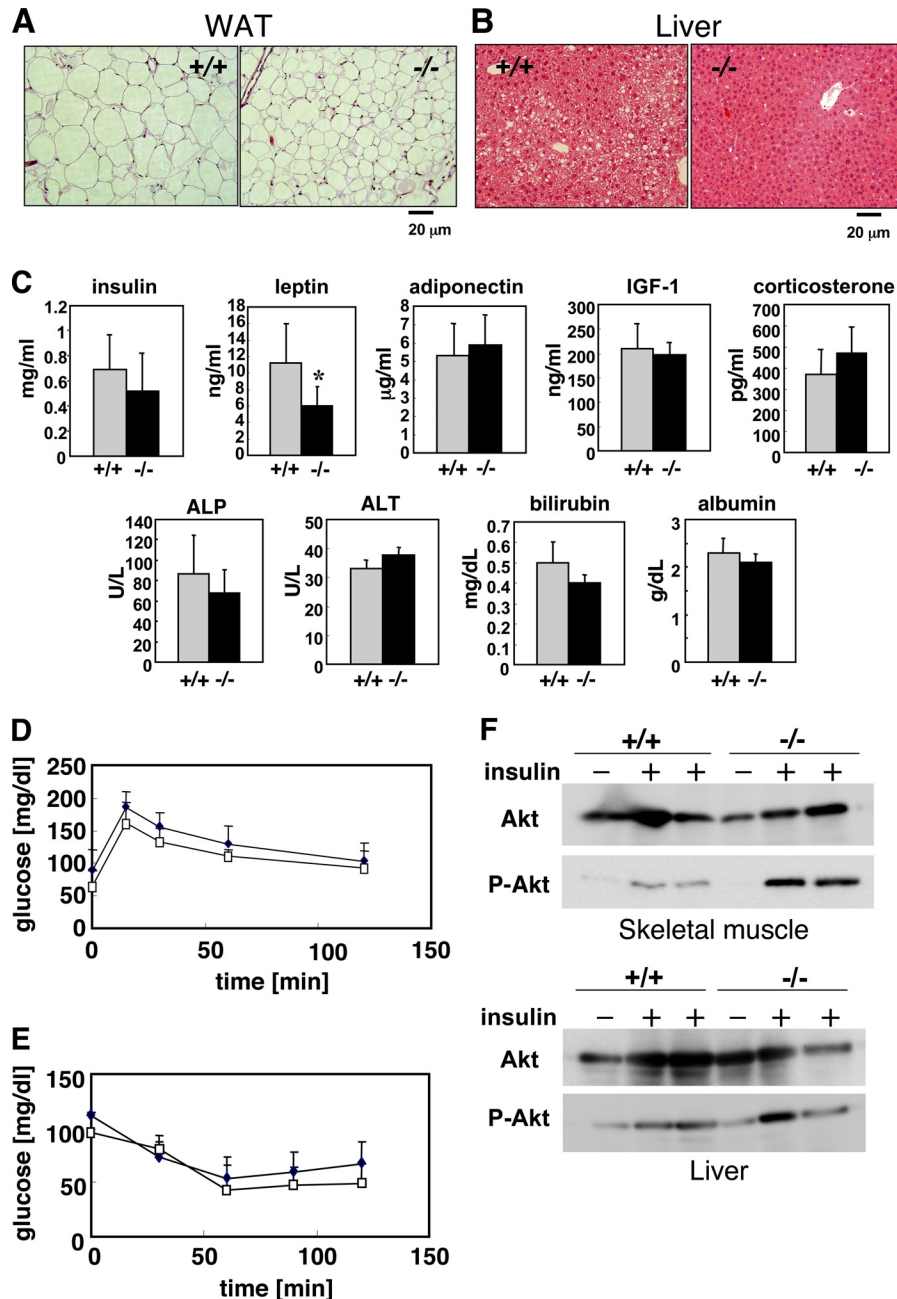 A WAT
+/+ -/-
20 μm
B Liver
+/+ -/-
20 μm
C
insulin
mg/ml
1.2
1
0.8
0.6
0.4
0.2
0
+/+ -/-
leptin
ng/ml
18
16
14
12
10
8
6
4
2
0
*
+/+ -/-
adiponectin
μg/ml
8
7
6
5
4
3
2
1
0
+/+ -/-
IGF-1
ng/ml
300
250
200
150
100
50
0
+/+ -/-
corticosterone
pg/ml
700
600
500
400
300
200
100
0
+/+ -/-
ALP
U/L
140
120
100
80
60
40
20
0
+/+ -/-
ALT
U/L
50
40
30
20
10
0
+/+ -/-
bilirubin
mg/dL
0.7
0.6
0.5
0.4
0.3
0.2
0.1
0
+/+ -/-
albumin
g/dL
3
2
1
0
+/+ -/-
D
glucose [mg/dl]
250
200
150
100
50
0
0 50 100 150
time [min]
E
glucose [mg/dl]
150
100
50
0
0 50 100 150
time [min]
F
+/+ -/-
insulin − + + − + +
Akt
P-Akt
Skeletal muscle
+/+ -/-
insulin − + + − + +
Akt
P-Akt
Liver